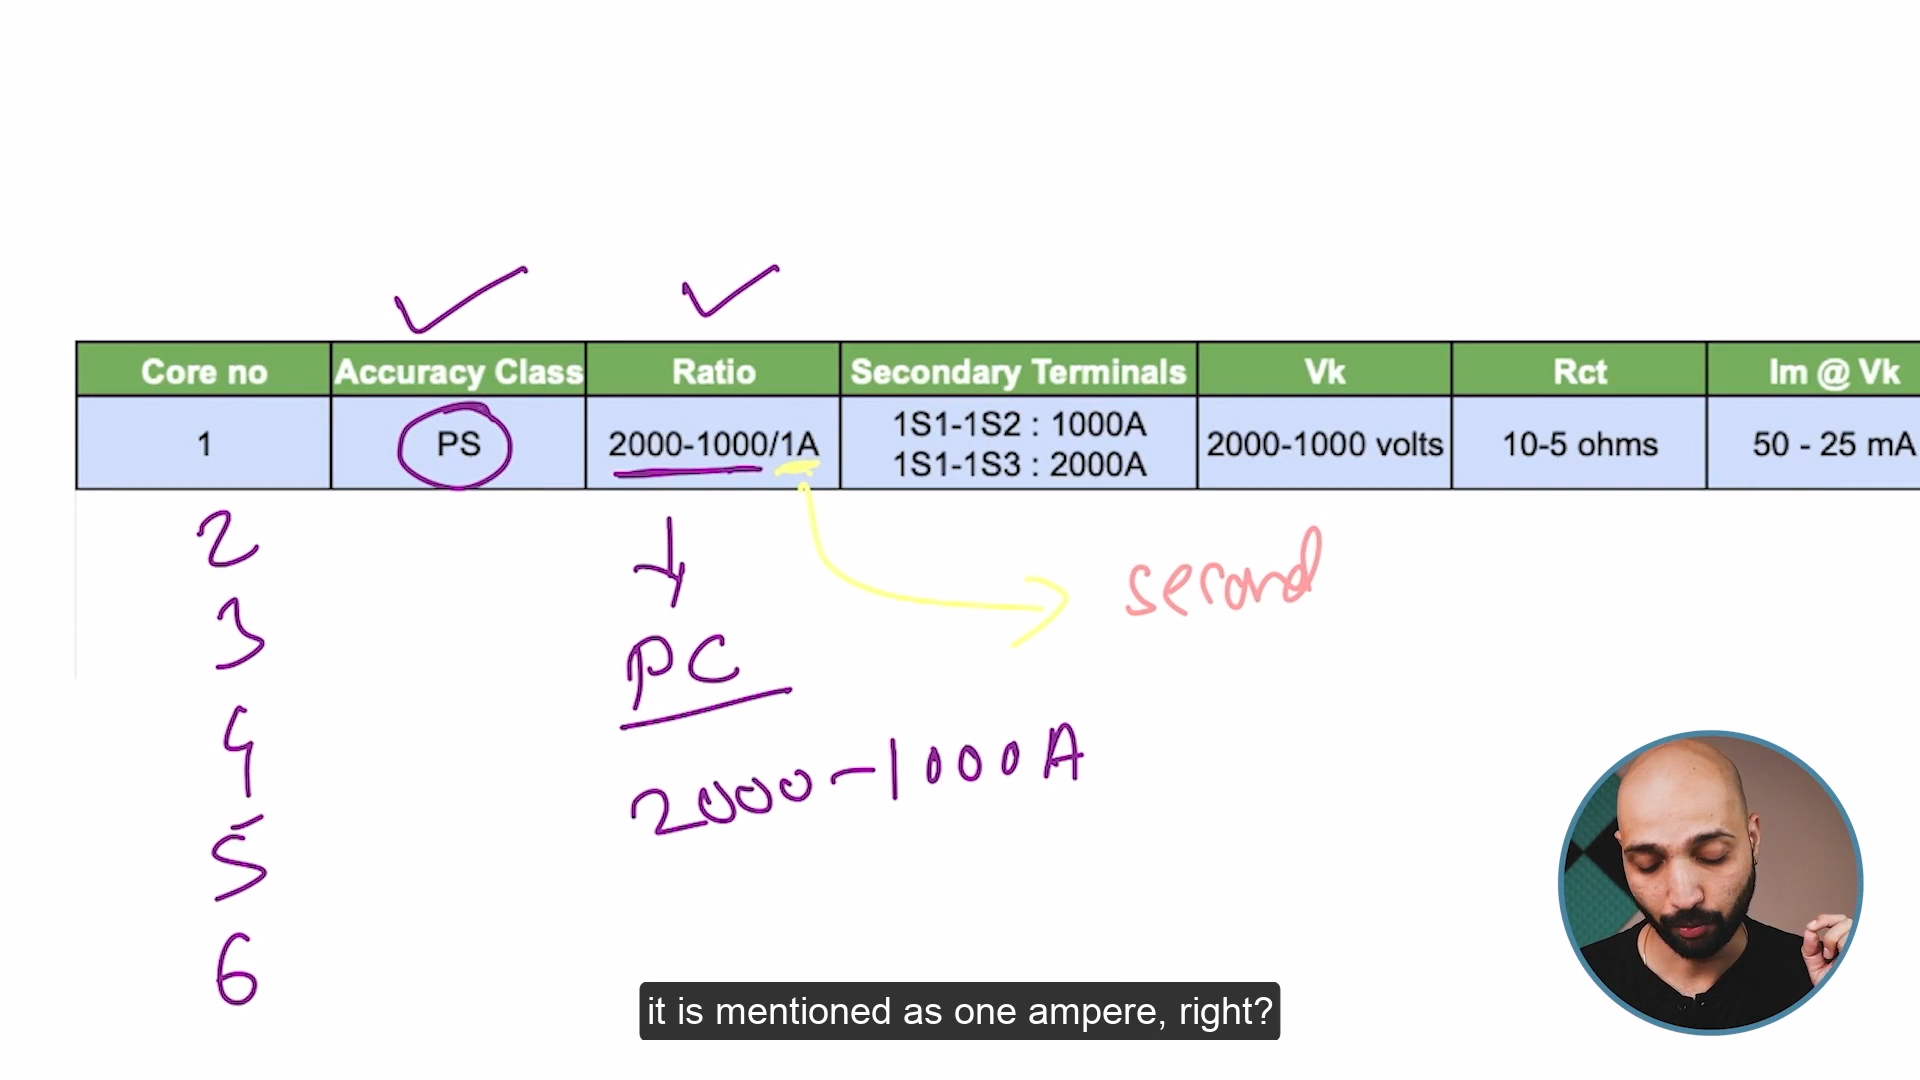 Core no Accuracy Class Ratio Secondary Terminals Vk Rct Im @ Vk
1 PS 2000-1000/1A 1S1-1S2 : 1000A 2000-1000 volts 10-5 ohms 50 - 25 mA
1S1-1S3 : 2000A
2
3
4
5
6
PC
2000-1000A
second
it is mentioned as one ampere, right?